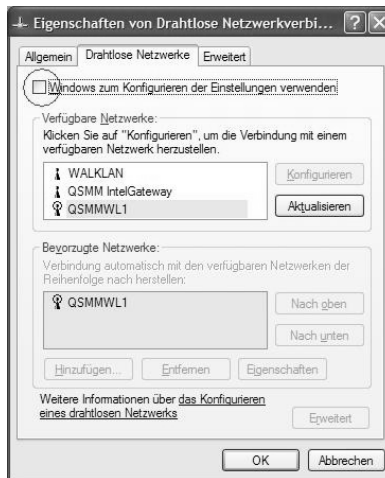 Eigenschaften von Drahtlose Netzwerkverbi...
Allgemein Drahtlose Netzwerke Erweitert
Windows zum Konfigurieren der Einstellungen verwenden
Verfügbare Netzwerke:
Klicken Sie auf "Konfigurieren", um die Verbindung mit einem
verfügbaren Netzwerk herzustellen.
WALKLAN
Konfigurieren
QSMM IntelGateway
QSMMWL1
Aktualisieren
Bevorzugte Netzwerke:
Verbindung automatisch mit den verfügbaren Netzwerken der
Reihenfolge nach herstellen:
QSMMWL1
Nach oben
Nach unten
Hinzufügen... Entfernen Eigenschaften
Weitere Informationen über das Konfigurieren
eines drahtlosen Netzwerks
Erweitert
OK Abbrechen